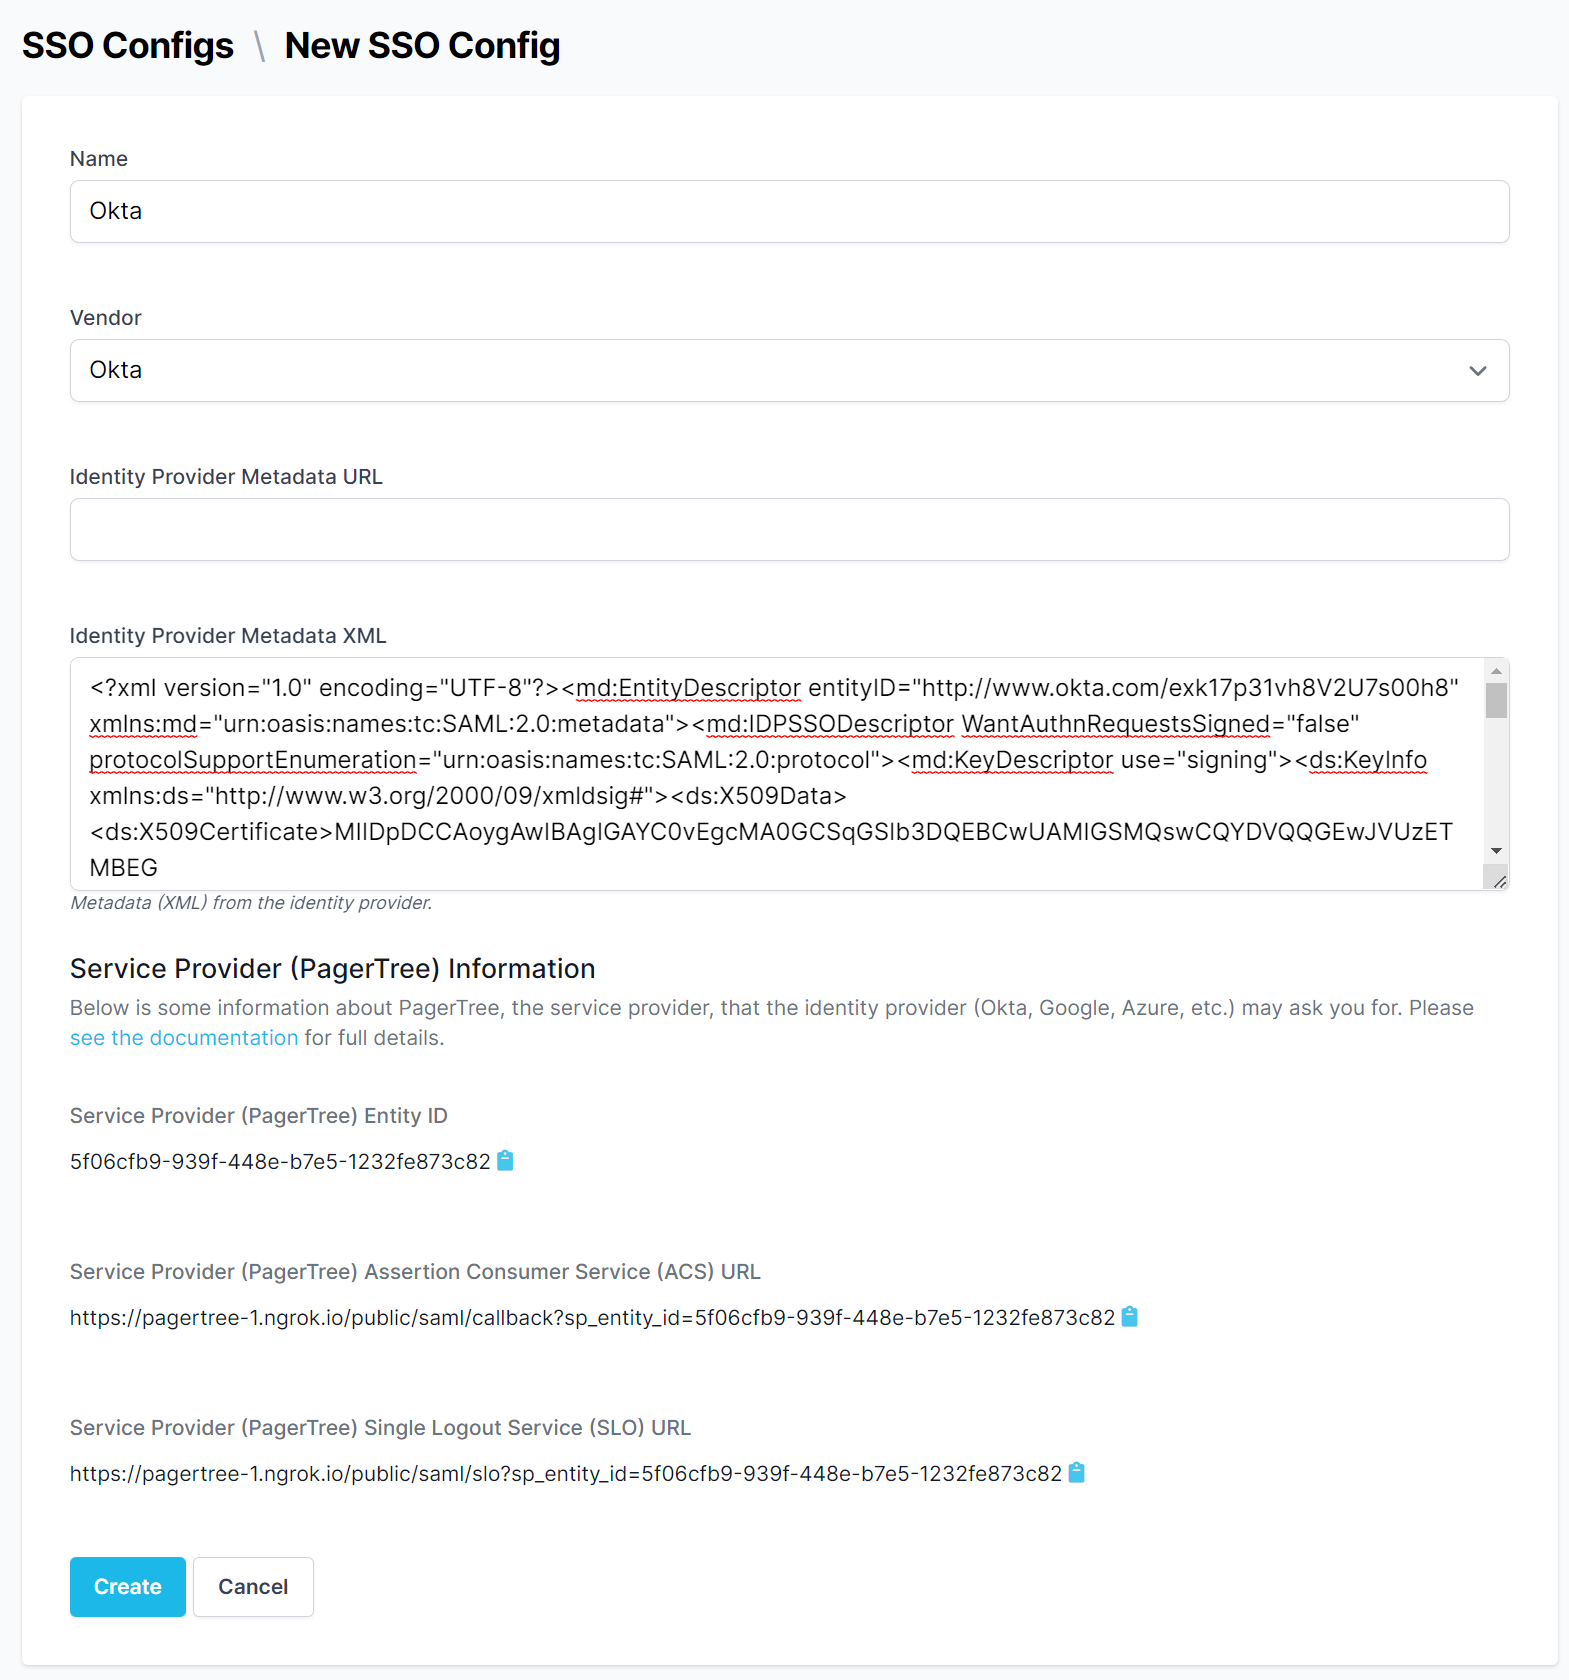 SSO Configs \ New SSO Config
Name
Okta
Vendor
Okta
Identity Provider Metadata URL
Identity Provider Metadata XML
<?xml version="1.0" encoding="UTF-8"?><md:EntityDescriptor entityID="http://www.okta.com/exk17p31vh8V2U7s00h8"
xmlns:md="urn:oasis:names:tc:SAML:2.0:metadata"><md:IDPSSODescriptor WantAuthnRequestsSigned="false"
protocolSupportEnumeration="urn:oasis:names:tc:SAML:2.0:protocol"><md:KeyDescriptor use="signing"><ds:KeyInfo
xmlns:ds="http://www.w3.org/2000/09/xmldsig#"><ds:X509Data>
<ds:X509Certificate>MIIDpDCCAoygAwIBAgIGAYC0vEgcMA0GCSqGSIb3DQEBCwUAMIGSMQswCQYDVQQGEwJVUzET
MBEG
Metadata (XML) from the identity provider.
Service Provider (PagerTree) Information
Below is some information about PagerTree, the service provider, that the identity provider (Okta, Google, Azure, etc.) may ask you for. Please
see the documentation for full details.
Service Provider (PagerTree) Entity ID
5f06cfb9-939f-448e-b7e5-1232fe873c82
Service Provider (PagerTree) Assertion Consumer Service (ACS) URL
https://pagertree-1.ngrok.io/public/saml/callback?sp_entity_id=5f06cfb9-939f-448e-b7e5-1232fe873c82
Service Provider (PagerTree) Single Logout Service (SLO) URL
https://pagertree-1.ngrok.io/public/saml/slo?sp_entity_id=5f06cfb9-939f-448e-b7e5-1232fe873c82
Create Cancel